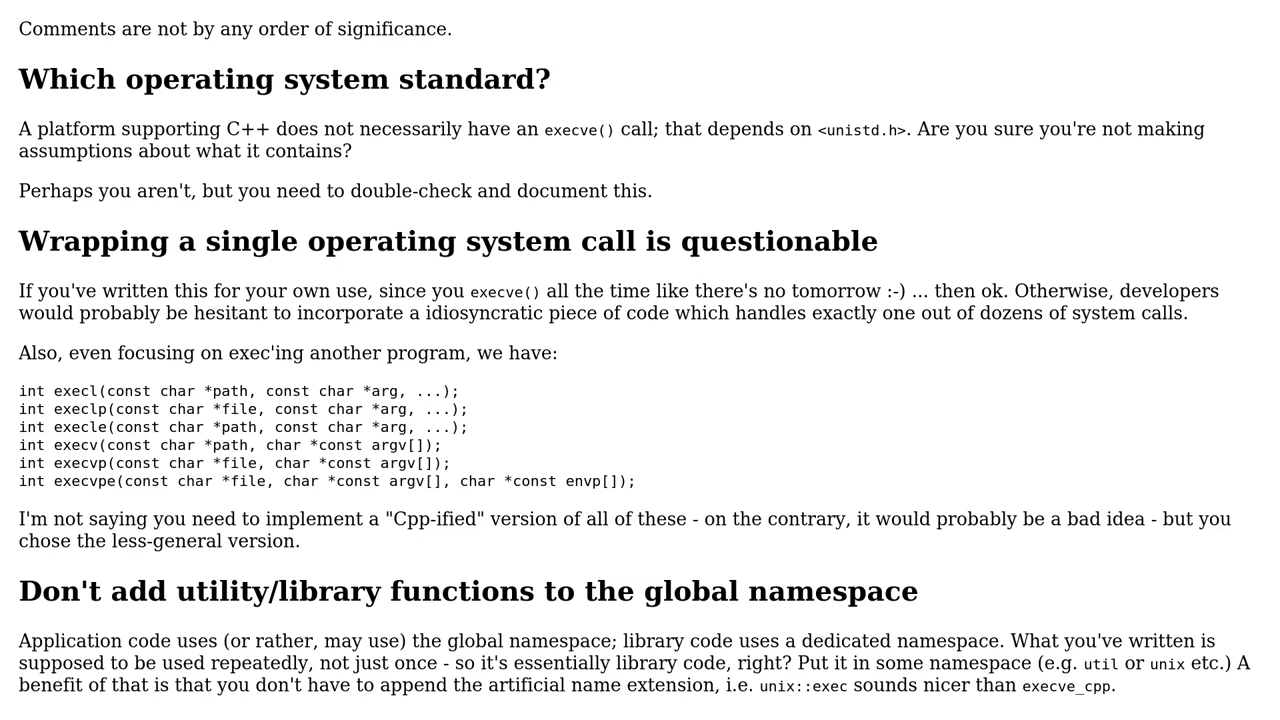 Comments are not by any order of significance.
Which operating system standard?
A platform supporting C++ does not necessarily have an execve() call; that depends on <unistd.h>. Are you sure you're not making
assumptions about what it contains?
Perhaps you aren't, but you need to double-check and document this.
Wrapping a single operating system call is questionable
If you've written this for your own use, since you execve() all the time like there's no tomorrow :-) ... then ok. Otherwise, developers
would probably be hesitant to incorporate a idiosyncratic piece of code which handles exactly one out of dozens of system calls.
Also, even focusing on exec'ing another program, we have:
int execl(const char *path, const char *arg, ...);
int execlp(const char *file, const char *arg, ...);
int execle(const char *path, const char *arg, ...);
int execv(const char *path, char *const argv[]);
int execvp(const char *file, char *const argv[]);
int execvpe(const char *file, char *const argv[], char *const envp[]);
I'm not saying you need to implement a "Cpp-ified" version of all of these - on the contrary, it would probably be a bad idea - but you
chose the less-general version.
Don't add utility/library functions to the global namespace
Application code uses (or rather, may use) the global namespace; library code uses a dedicated namespace. What you've written is
supposed to be used repeatedly, not just once - so it's essentially library code, right? Put it in some namespace (e.g. util or unix etc.) A
benefit of that is that you don't have to append the artificial name extension, i.e. unix::exec sounds nicer than execve_cpp.